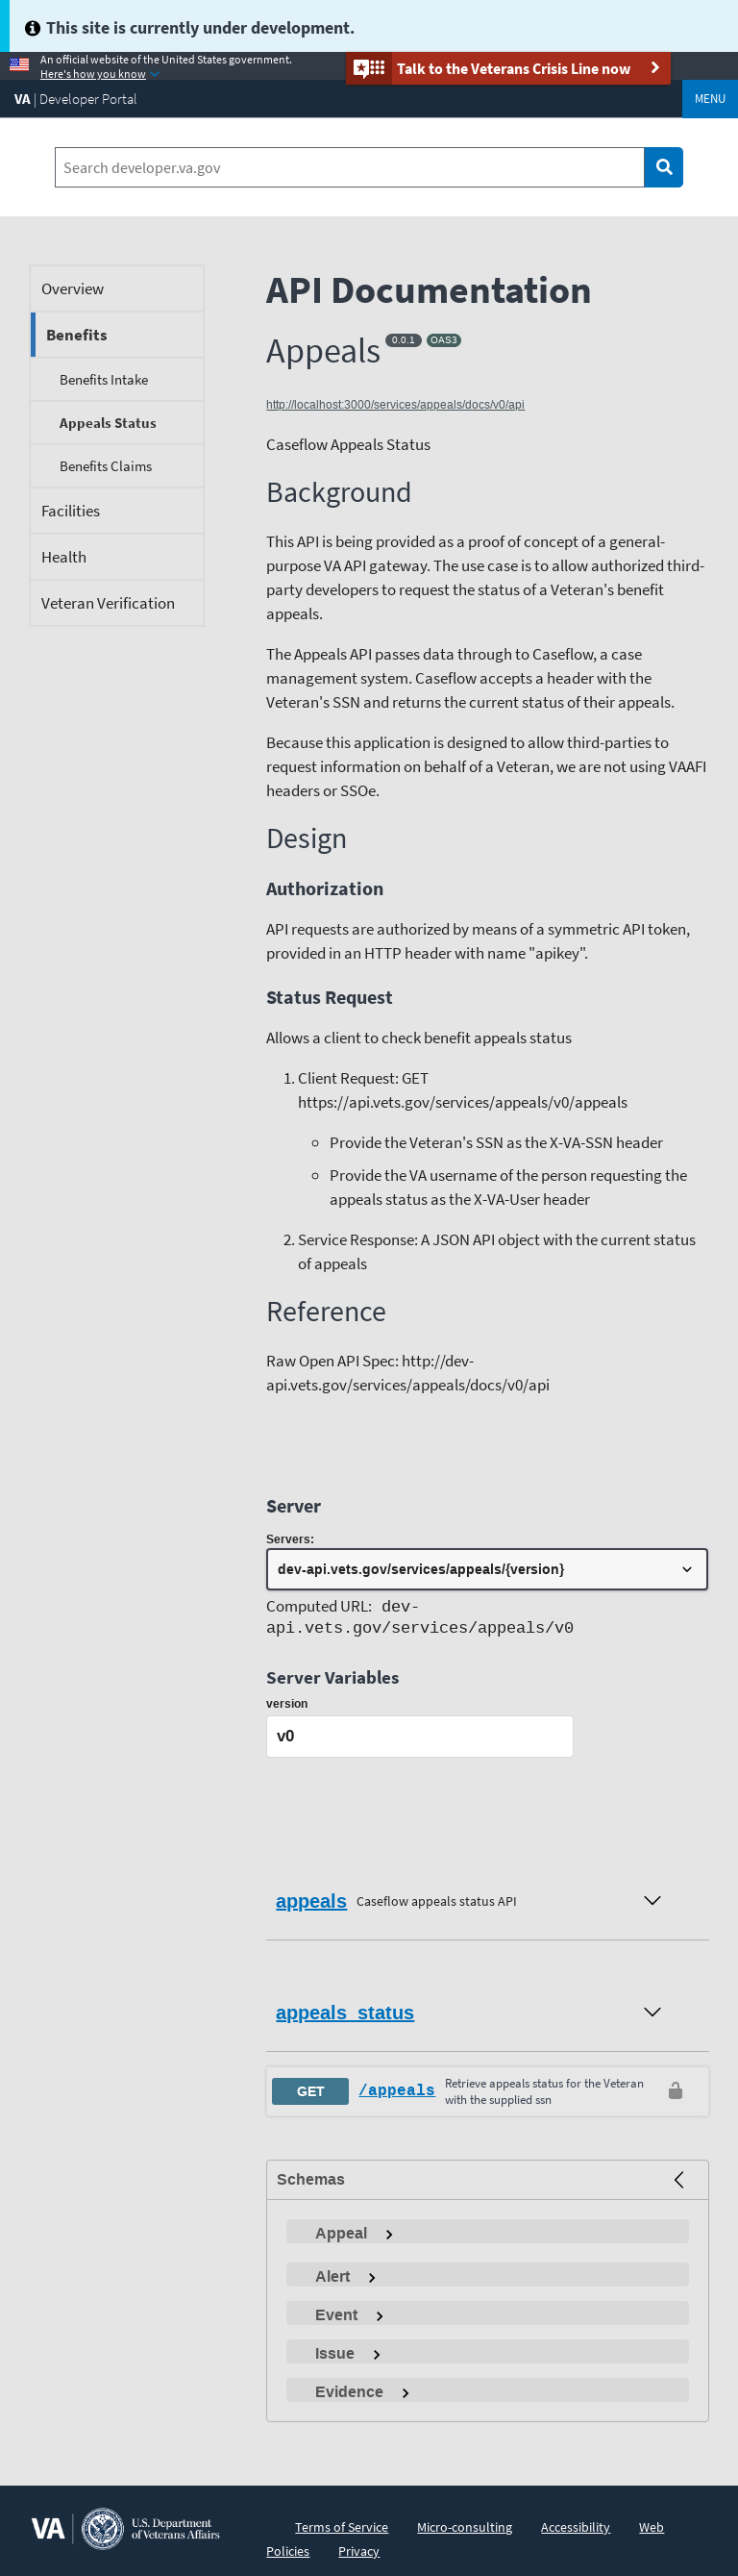 This site is currently under development.
An official website of the United States government.
Here's how you know
Talk to the Veterans Crisis Line now
VA | Developer Portal
MENU
Search developer.va.gov
Overview
Benefits
Benefits Intake
Appeals Status
Benefits Claims
Facilities
Health
Veteran Verification
API Documentation
Appeals 0.0.1 OAS3
http://localhost:3000/services/appeals/docs/v0/api
Caseflow Appeals Status
Background
This API is being provided as a proof of concept of a general-
purpose VA API gateway. The use case is to allow authorized third-
party developers to request the status of a Veteran's benefit
appeals.
The Appeals API passes data through to Caseflow, a case
management system. Caseflow accepts a header with the
Veteran's SSN and returns the current status of their appeals.
Because this application is designed to allow third-parties to
request information on behalf of a Veteran, we are not using VAAFI
headers or SSOe.
Design
Authorization
API requests are authorized by means of a symmetric API token,
provided in an HTTP header with name "apikey".
Status Request
Allows a client to check benefit appeals status
1. Client Request: GET
https://api.vets.gov/services/appeals/v0/appeals
○ Provide the Veteran's SSN as the X-VA-SSN header
○ Provide the VA username of the person requesting the
appeals status as the X-VA-User header
2. Service Response: A JSON API object with the current status
of appeals
Reference
Raw Open API Spec: http://dev-
api.vets.gov/services/appeals/docs/v0/api
Server
Servers:
dev-api.vets.gov/services/appeals/{version}
Computed URL: dev-
api.vets.gov/services/appeals/v0
Server Variables
version
v0
appeals Caseflow appeals status API
appeals_status
GET /appeals Retrieve appeals status for the Veteran
with the supplied ssn
Schemas
Appeal
Alert
Event
Issue
Evidence
VA U.S. Department
of Veterans Affairs
Terms of Service Micro-consulting Accessibility Web
Policies Privacy